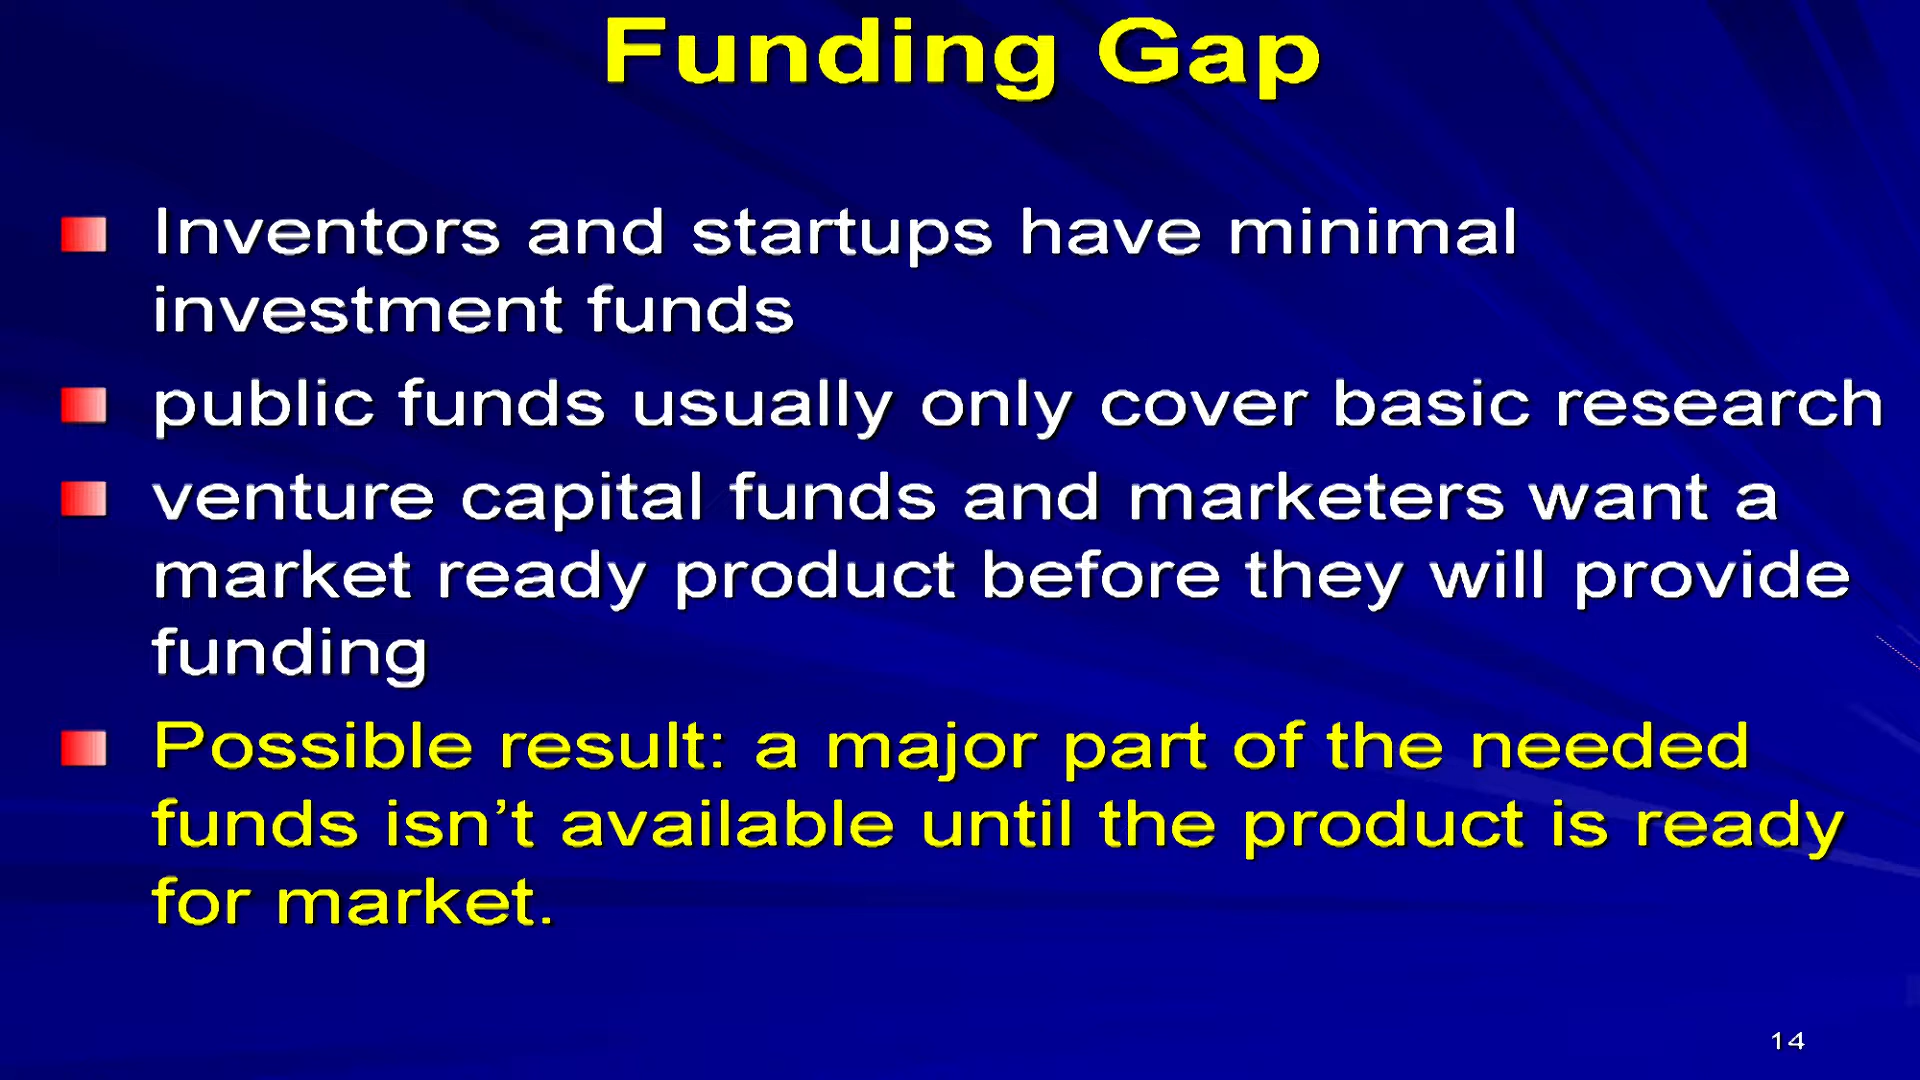 Funding Gap
Inventors and startups have minimal
investment funds
public funds usually only cover basic research
venture capital funds and marketers want a
market ready product before they will provide
funding
Possible result: a major part of the needed
funds isn’t available until the product is ready
for market.
14